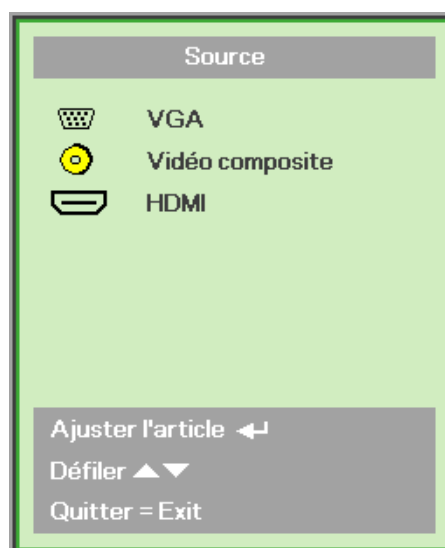 Source
VGA
Vidéo composite
HDMI
Ajuster l'article
Défiler
Quitter = Exit